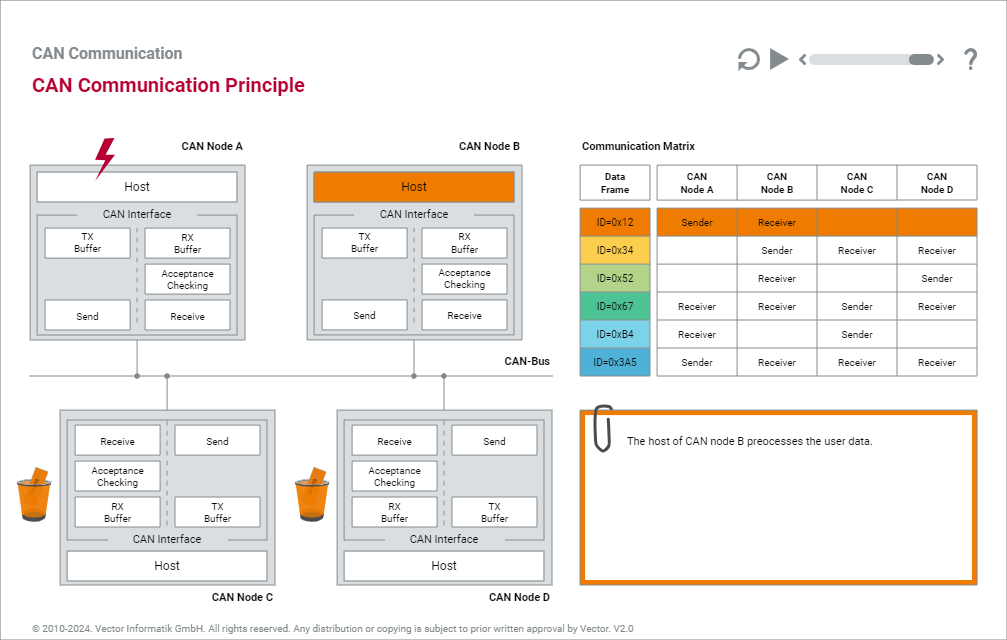 CAN Communication
CAN Communication Principle
?
CAN Node A
CAN Node B
Communication Matrix
Host
CAN Interface
TX
Buffer
RX
Buffer
Acceptance
Checking
Send
Receive
Host
CAN Interface
TX
Buffer
RX
Buffer
Acceptance
Checking
Send
Receive
Data
Frame
CAN
Node A
CAN
Node B
CAN
Node C
CAN
Node D
ID=0x12 Sender Receiver
ID=0x34 Sender Receiver Receiver
ID=0x52 Receiver Sender
ID=0x67 Receiver Receiver Sender Receiver
ID=0xB4 Receiver Sender
ID=0x3A5 Sender Receiver Receiver Receiver
CAN-Bus
Receive
Send
Acceptance
Checking
RX
Buffer
TX
Buffer
CAN Interface
Host
CAN Node C
Receive
Send
Acceptance
Checking
RX
Buffer
TX
Buffer
CAN Interface
Host
CAN Node D
The host of CAN node B preocesses the user data.
© 2010-2024. Vector Informatik GmbH. All rights reserved. Any distribution or copying is subject to prior written approval by Vector. V2.0